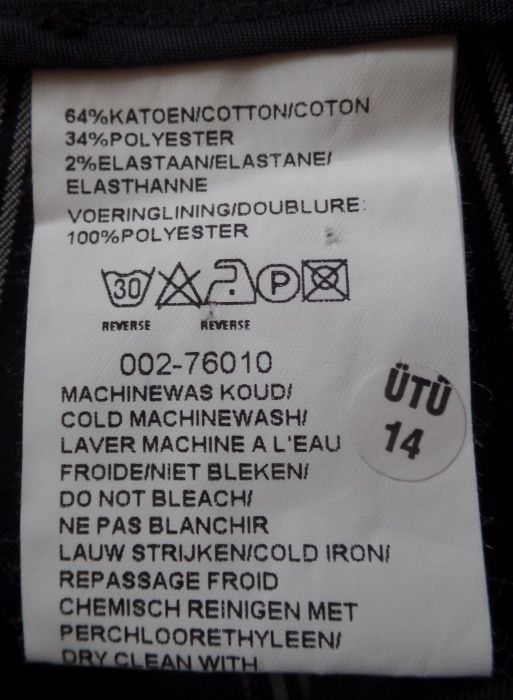 64%KATOEN/COTTON/COTON
34%POLYESTER
2%ELASTAAN/ELASTANE/
ELASTHANNE
VOERINGLINING/DOUBLURE:
100%POLYESTER
30 P
REVERSE REVERSE
002-76010
MACHINEWAS KOUD/
COLD MACHINEWASH/
LAVER MACHINE A L'EAU
FROIDE/NIET BLEKEN/
DO NOT BLEACH/
NE PAS BLANCHIR
LAUW STRIJKEN/COLD IRON/
REPASSAGE FROID
CHEMISCH REINIGEN MET
PERCHLOORETHYLEEN/
DRY CLEAN WITH
ÜTÜ
14